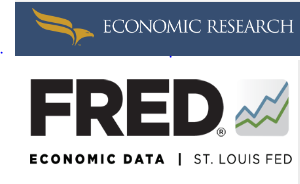 ECONOMIC RESEARCH
FRED®
ECONOMIC DATA | ST. LOUIS FED